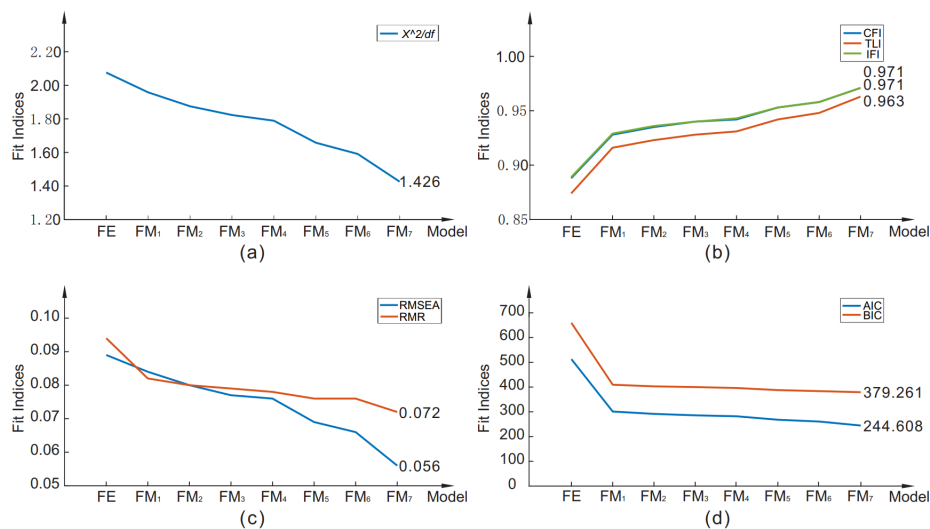 X^2/df
Fit Indices
2.20
2.00
1.80
1.60
1.40
1.20
1.426
FE FM₁ FM₂ FM₃ FM₄ FM₅ FM₆ FM₇ Model
(a)
CFI
TLI
IFI
Fit Indices
1.00
0.95
0.90
0.85
0.971
0.971
0.963
FE FM₁ FM₂ FM₃ FM₄ FM₅ FM₆ FM₇ Model
(b)
RMSEA
RMR
Fit Indices
0.10
0.09
0.08
0.07
0.06
0.05
0.072
0.056
FE FM₁ FM₂ FM₃ FM₄ FM₅ FM₆ FM₇ Model
(c)
AIC
BIC
Fit Indices
700
600
500
400
300
200
100
0
379.261
244.608
FE FM₁ FM₂ FM₃ FM₄ FM₅ FM₆ FM₇ Model
(d)